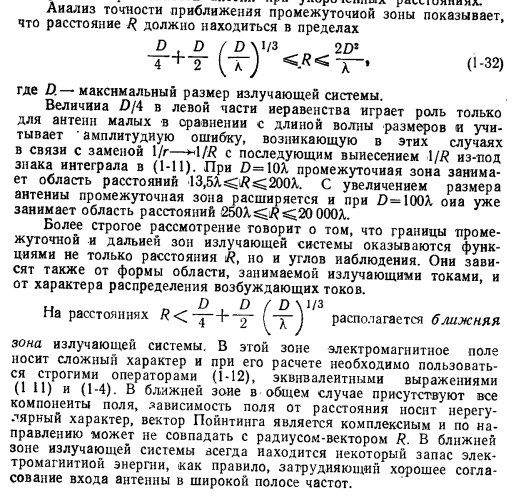 Анализ точности приближения промежуточной зоны показывает,
что расстояние R должно находиться в пределах
D/4 + D/2 (D/λ)^1/3 ≤ R ≤ 2D²/λ, (1-32)
где D — максимальный размер излучающей системы.
Величина D/4 в левой части неравенства играет роль только
для антенн малых в сравнении с длиной волны размеров и учи-
тывает амплитудную ошибку, возникающую в этих случаях
в связи с заменой 1/r→1/R с последующим вынесением 1/R из-под
знака интеграла в (1-11). При D=10λ промежуточная зона занима-
ет область расстояний 13,5λ≤R≤200λ. С увеличением размера
антенны промежуточная зона расширяется и при D=100λ она уже
занимает область расстояний 250λ≤R≤20 000λ.
Более строгое рассмотрение говорит о том, что границы проме-
жуточной и дальней зон излучающей системы оказываются функ-
циями не только расстояния R, но и углов наблюдения. Они зави-
сят также от формы области, занимаемой излучающими токами, и
от характера распределения возбуждающих токов.
На расстояниях R < D/4 + D/2 (D/λ)^1/3 располагается ближняя
зона излучающей системы. В этой зоне электромагнитное поле
носит сложный характер и при его расчете необходимо пользовать-
ся строгими операторами (1-12), эквивалентными выражениями
(1 11) и (1-4). В ближней зоне в общем случае присутствуют все
компоненты поля, зависимость поля от расстояния носит нерегу-
лярный характер, вектор Пойнтинга является комплексным и по на-
правлению может не совпадать с радиусом-вектором R. В ближней
зоне излучающей системы всегда находится некоторый запас элек-
тромагнитной энергии, как правило, затрудняющий хорошее согла-
сование входа антенны в широкой полосе частот.